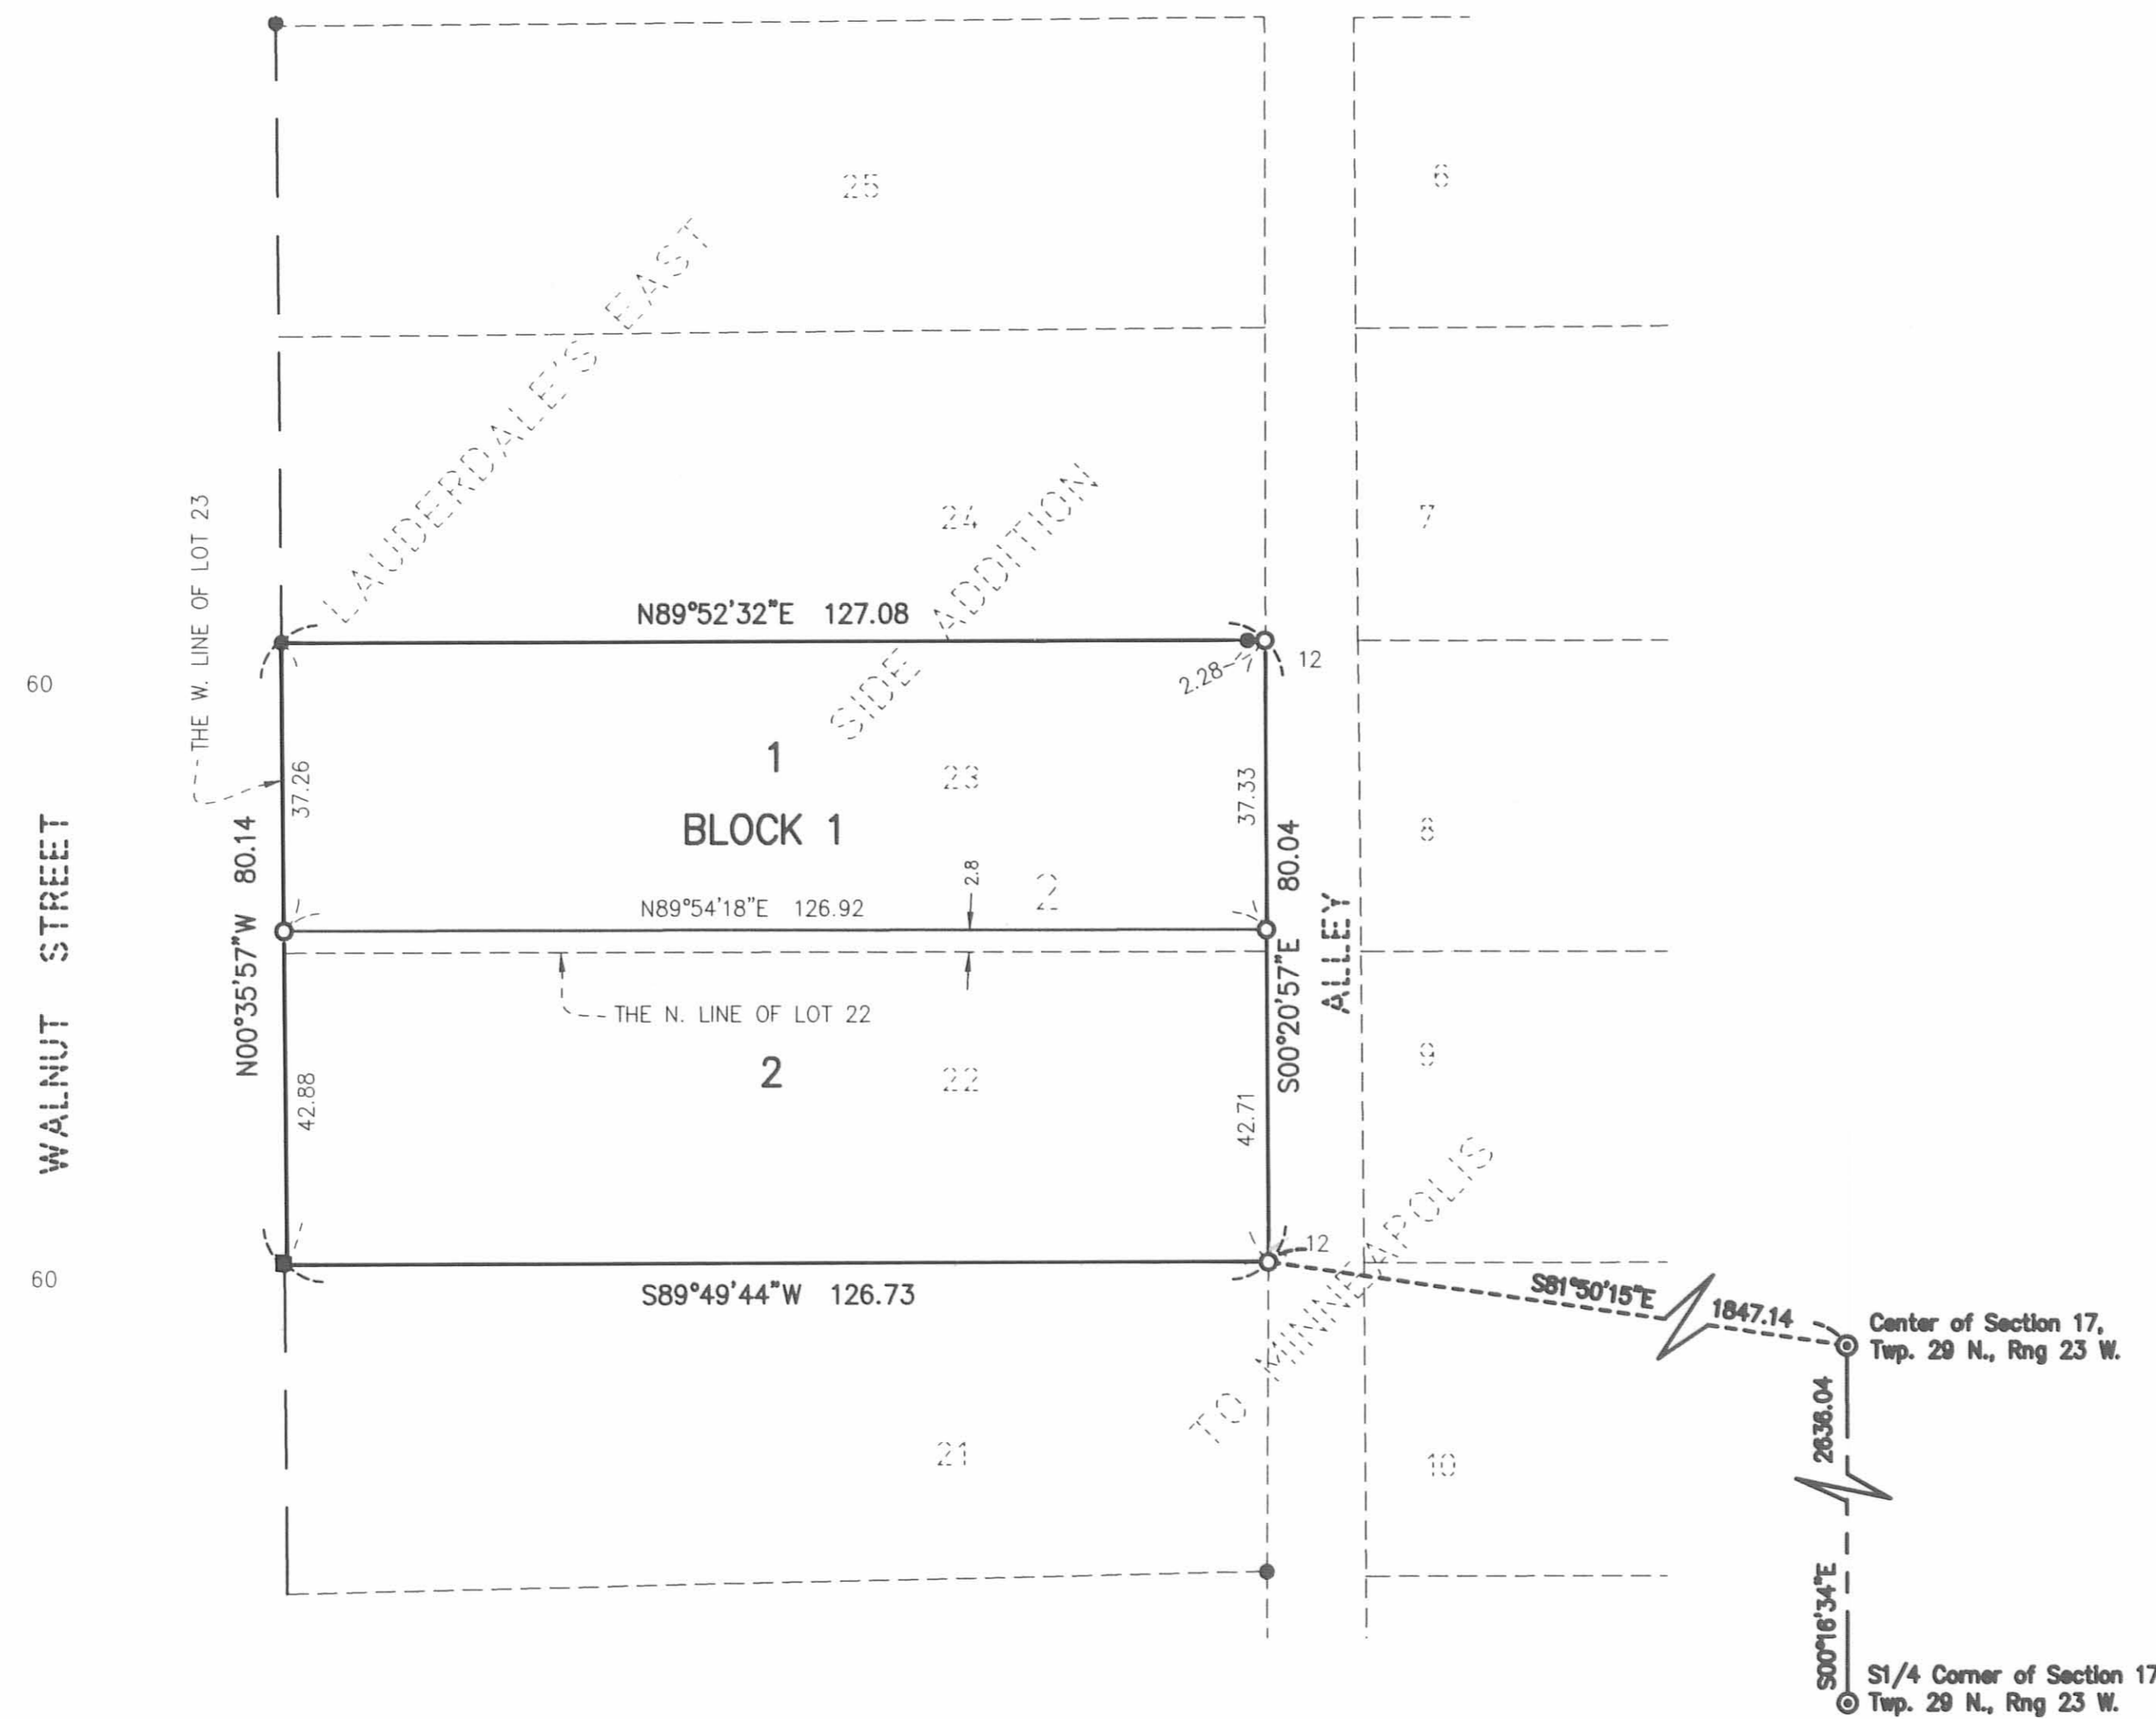 25
6
LAUDERDALE'S EAST
THE W. LINE OF LOT 23
24
7
SIDE ADDITION
N89°52'32"E 127.08
60
12
2.28
1
23
37.26
37.33
BLOCK 1
8
N00°35'57"W 80.14
80.04
2.8
2
WALNUT STREET
N89°54'18"E 126.92
ALLEY
S00°20'57"E
THE N. LINE OF LOT 22
9
2
22
42.88
42.71
TO MINNEAPOLIS
12
60
S89°49'44"W 126.73
S81°50'15"E
1847.14
Center of Section 17,
Twp. 29 N., Rng 23 W.
2636.04
21
10
S00°16'34"E
S1/4 Corner of Section 17
Twp. 29 N., Rng 23 W.